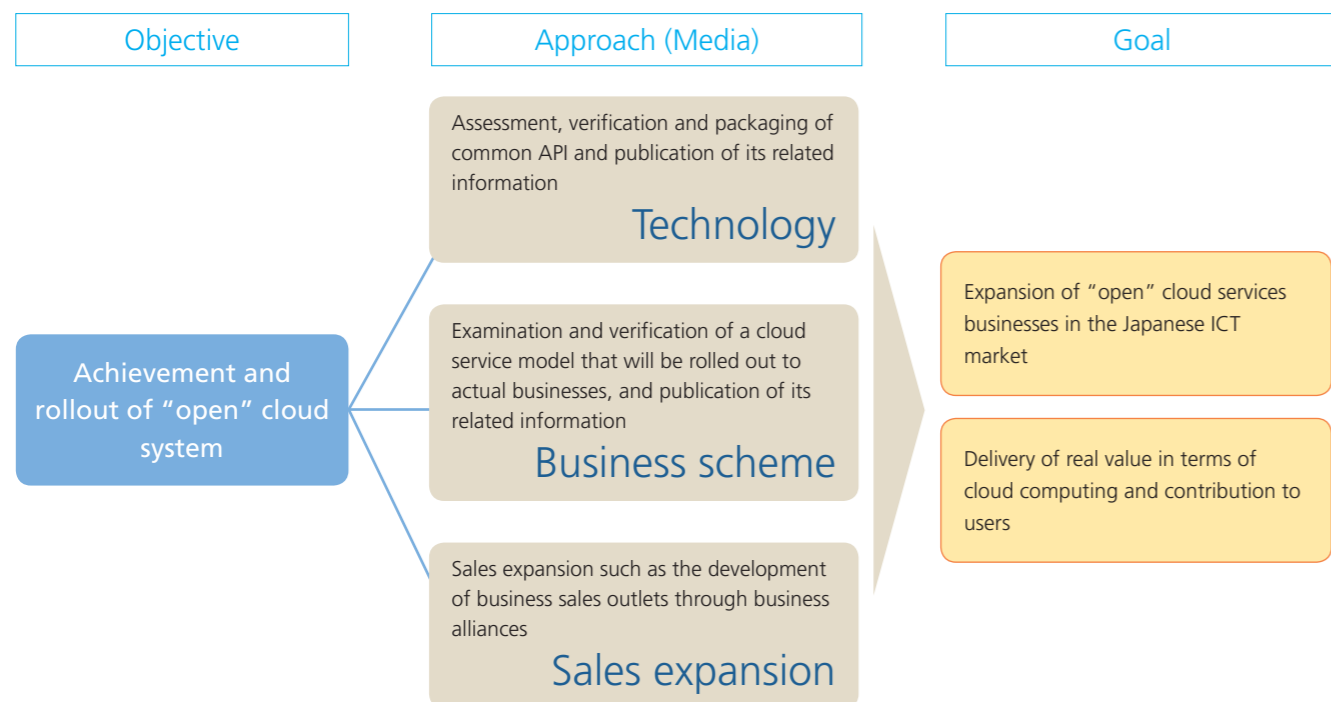 Objective
Approach (Media)
Goal
Assessment, verification and packaging of
common API and publication of its related
information
Technology
Examination and verification of a cloud
service model that will be rolled out to
actual businesses, and publication of its
related information
Business scheme
Sales expansion such as the development
of business sales outlets through business
alliances
Sales expansion
Achievement and
rollout of “open” cloud
system
Expansion of “open” cloud services
businesses in the Japanese ICT
market
Delivery of real value in terms of
cloud computing and contribution to
users